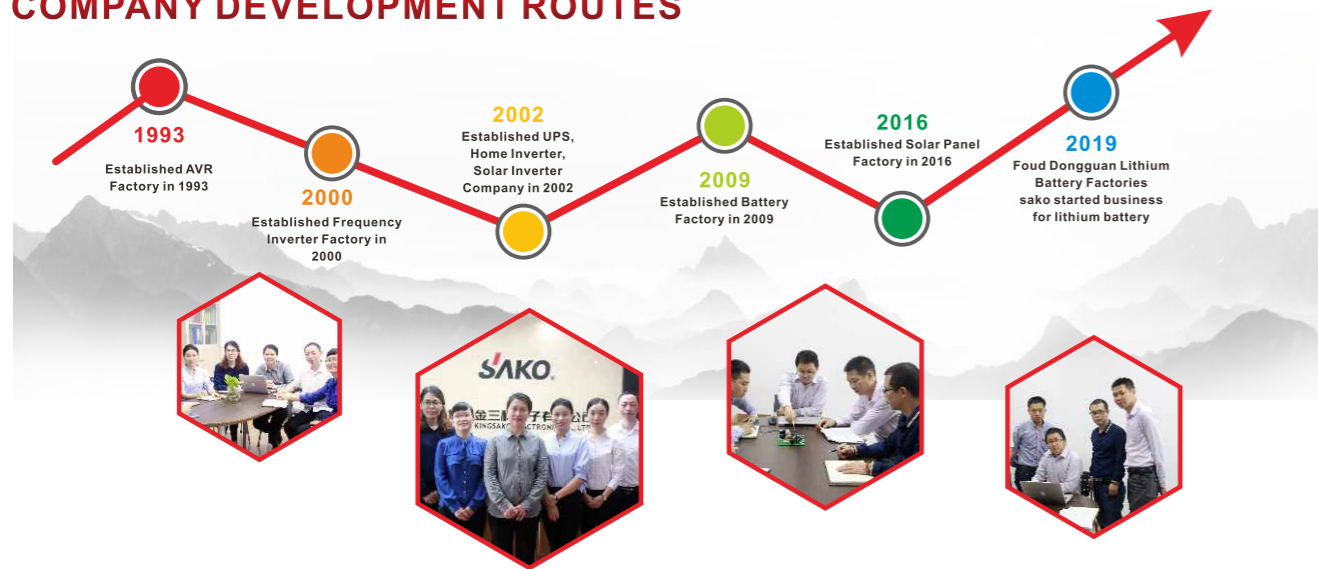 COMPANY DEVELOPMENT ROUTES
1993
Established AVR
Factory in 1993
2000
Established Frequency
Inverter Factory in
2000
2002
Established UPS,
Home Inverter,
Solar Inverter
Company in 2002
2009
Established Battery
Factory in 2009
2016
Established Solar Panel
Factory in 2016
2019
Foud Dongguan Lithium
Battery Factories
sako started business
for lithium battery
SAKO